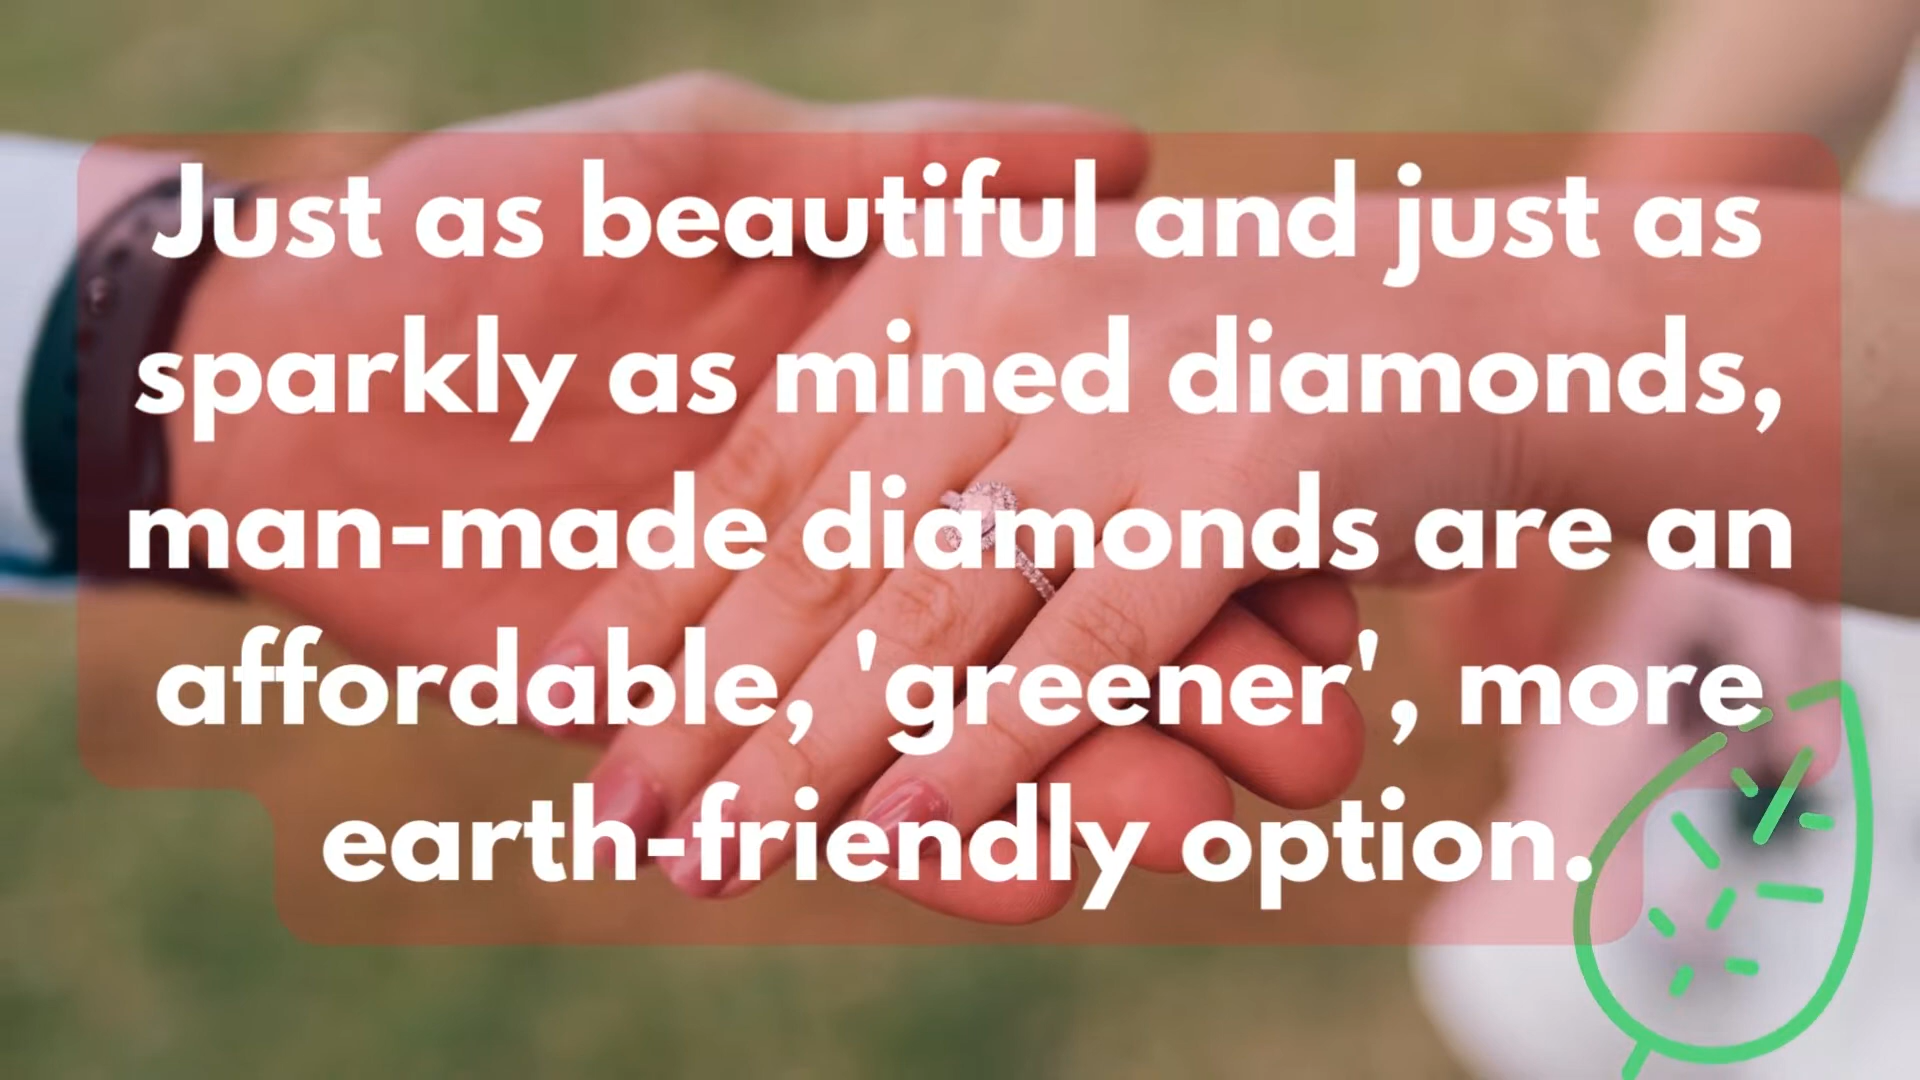 Just as beautiful and just as
sparkly as mined diamonds,
man-made diamonds are an
affordable, 'greener', more
earth-friendly option.